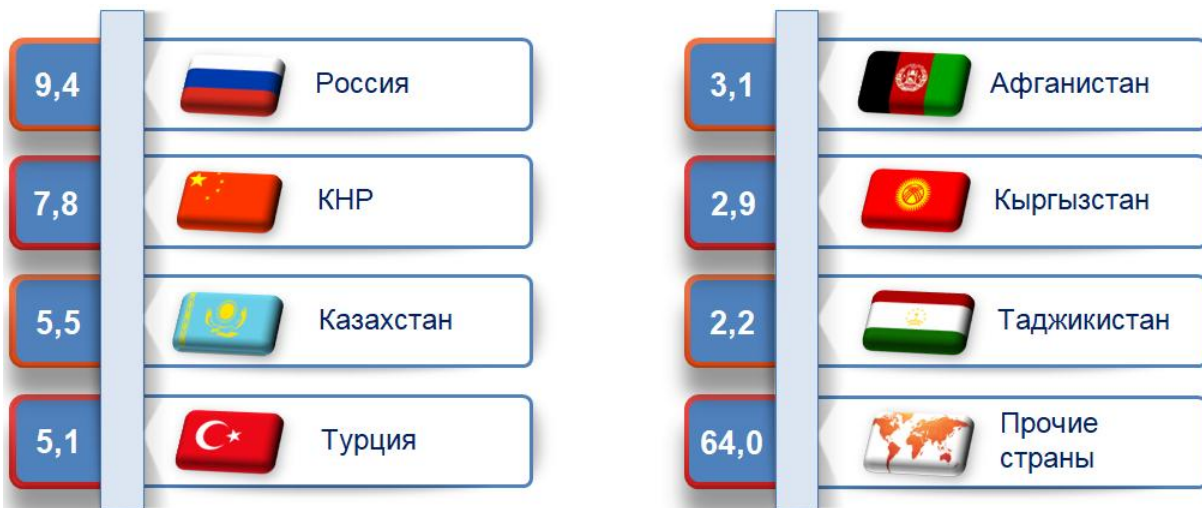 9,4 Россия
7,8 КНР
5,5 Казахстан
5,1 Турция
3,1 Афганистан
2,9 Кыргызстан
2,2 Таджикистан
64,0 Прочие
страны